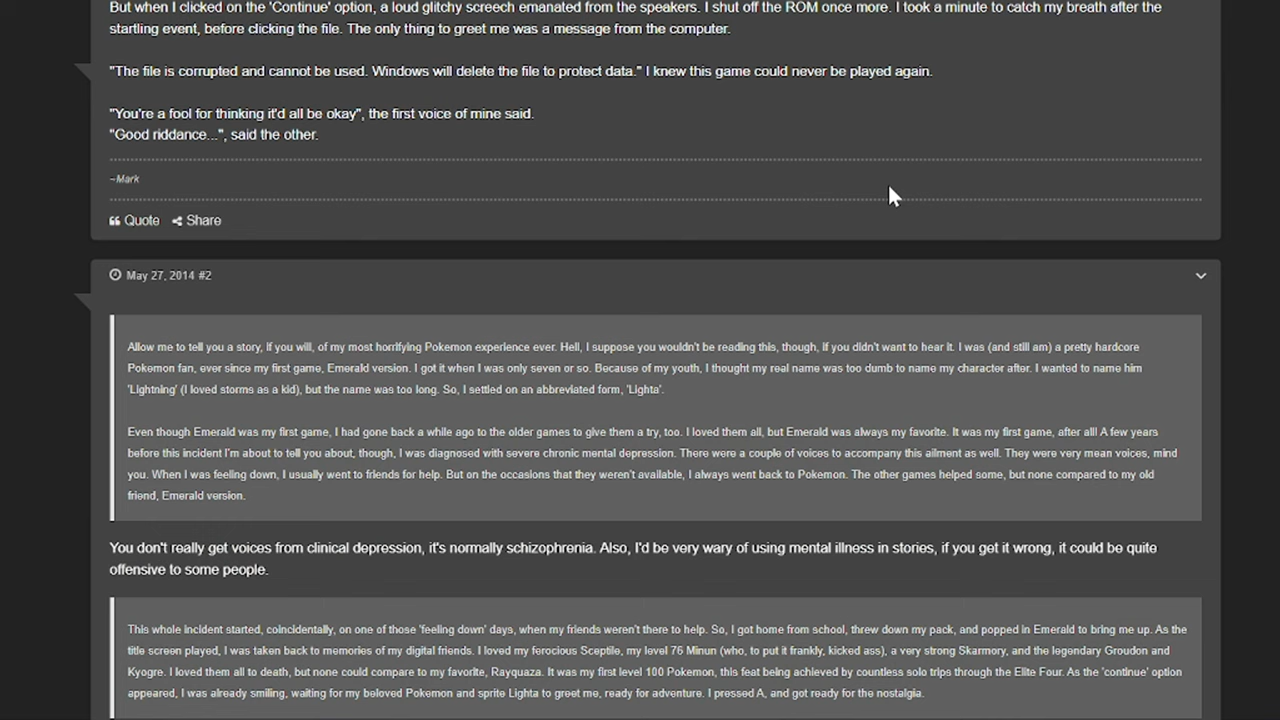 But when I clicked on the 'Continue' option, a loud glitchy screech emanated from the speakers. I shut off the ROM once more. I took a minute to catch my breath after the
startling event, before clicking the file. The only thing to greet me was a message from the computer.
"The file is corrupted and cannot be used. Windows will delete the file to protect data." I knew this game could never be played again.
"You're a fool for thinking it'd all be okay", the first voice of mine said.
"Good riddance...", said the other.
~Mark
Quote Share
May 27, 2014 #2
Allow me to tell you a story, if you will, of my most horrifying Pokemon experience ever. Hell, I suppose you wouldn't be reading this, though, if you didn't want to hear it. I was (and still am) a pretty hardcore
Pokemon fan, ever since my first game, Emerald version. I got it when I was only seven or so. Because of my youth, I thought my real name was too dumb to name my character after. I wanted to name him
'Lightning' (I loved storms as a kid), but the name was too long. So, I settled on an abbreviated form, 'Lighta'.
Even though Emerald was my first game, I had gone back a while ago to the older games to give them a try, too. I loved them all, but Emerald was always my favorite. It was my first game, after all! A few years
before this incident I'm about to tell you about, though, I was diagnosed with severe chronic mental depression. There were a couple of voices to accompany this ailment as well. They were very mean voices, mind
you. When I was feeling down, I usually went to friends for help. But on the occasions that they weren't available, I always went back to Pokemon. The other games helped some, but none compared to my old
friend, Emerald version.
You don't really get voices from clinical depression, it's normally schizophrenia. Also, I'd be very wary of using mental illness in stories, if you get it wrong, it could be quite
offensive to some people.
This whole incident started, coincidentally, on one of those 'feeling down' days, when my friends weren't there to help. So, I got home from school, threw down my pack, and popped in Emerald to bring me up. As the
title screen played, I was taken back to memories of my digital friends. I loved my ferocious Sceptile, my level 76 Minun (who, to put it frankly, kicked ass), a very strong Skarmory, and the legendary Groudon and
Kyogre. I loved them all to death, but none could compare to my favorite, Rayquaza. It was my first level 100 Pokemon, this feat being achieved by countless solo trips through the Elite Four. As the 'continue' option
appeared, I was already smiling, waiting for my beloved Pokemon and sprite Lighta to greet me, ready for adventure. I pressed A, and got ready for the nostalgia.